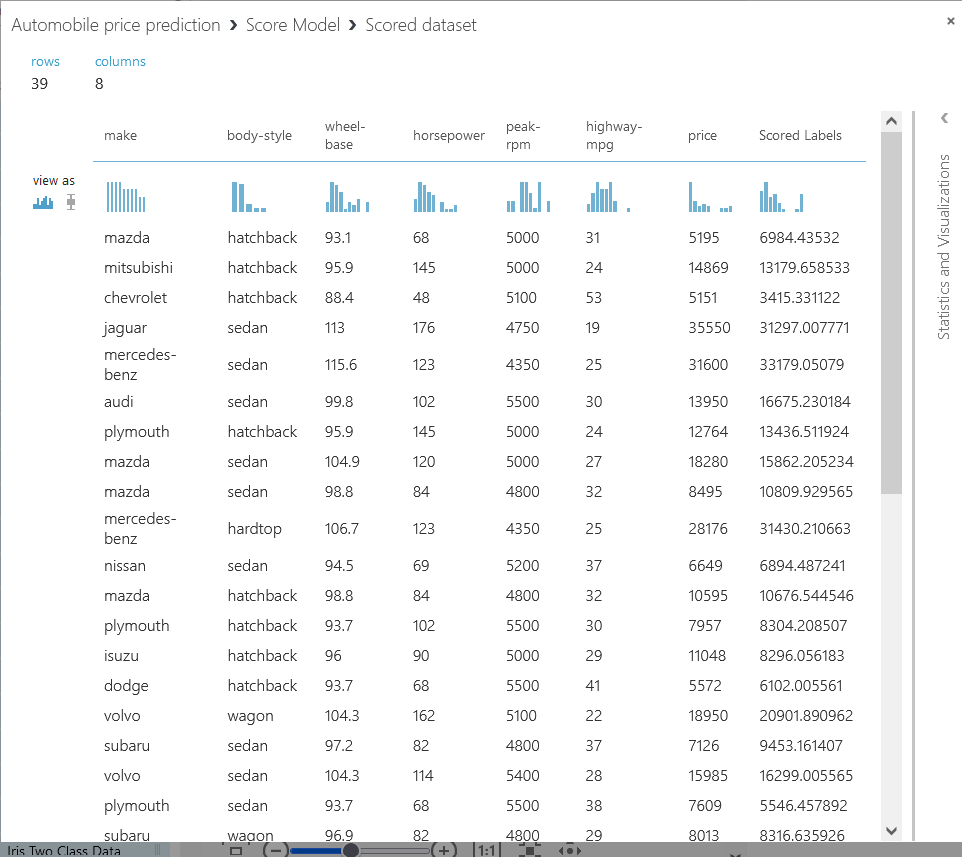 Automobile price prediction › Score Model › Scored dataset
rows columns
39 8
make body-style wheel-base horsepower peak-rpm highway-mpg price Scored Labels
view as
mazda hatchback 93.1 68 5000 31 5195 6984.43532
mitsubishi hatchback 95.9 145 5000 24 14869 13179.658533
chevrolet hatchback 88.4 48 5100 53 5151 3415.331122
jaguar sedan 113 176 4750 19 35550 31297.007771
mercedes-benz sedan 115.6 123 4350 25 31600 33179.05079
audi sedan 99.8 102 5500 30 13950 16675.230184
plymouth hatchback 95.9 145 5000 24 12764 13436.511924
mazda sedan 104.9 120 5000 27 18280 15862.205234
mazda sedan 98.8 84 4800 32 8495 10809.929565
mercedes-benz hardtop 106.7 123 4350 25 28176 31430.210663
nissan sedan 94.5 69 5200 37 6649 6894.487241
mazda hatchback 98.8 84 4800 32 10595 10676.544546
plymouth hatchback 93.7 102 5500 30 7957 8304.208507
isuzu hatchback 96 90 5000 29 11048 8296.056183
dodge hatchback 93.7 68 5500 41 5572 6102.005561
volvo wagon 104.3 162 5100 22 18950 20901.890962
subaru sedan 97.2 82 4800 37 7126 9453.161407
volvo sedan 104.3 114 5400 28 15985 16299.005565
plymouth sedan 93.7 68 5500 38 7609 5546.457892
subaru wagon 96.9 82 4800 29 8013 8316.635926
Statistics and Visualizations
Iris Two Class Data
1:1